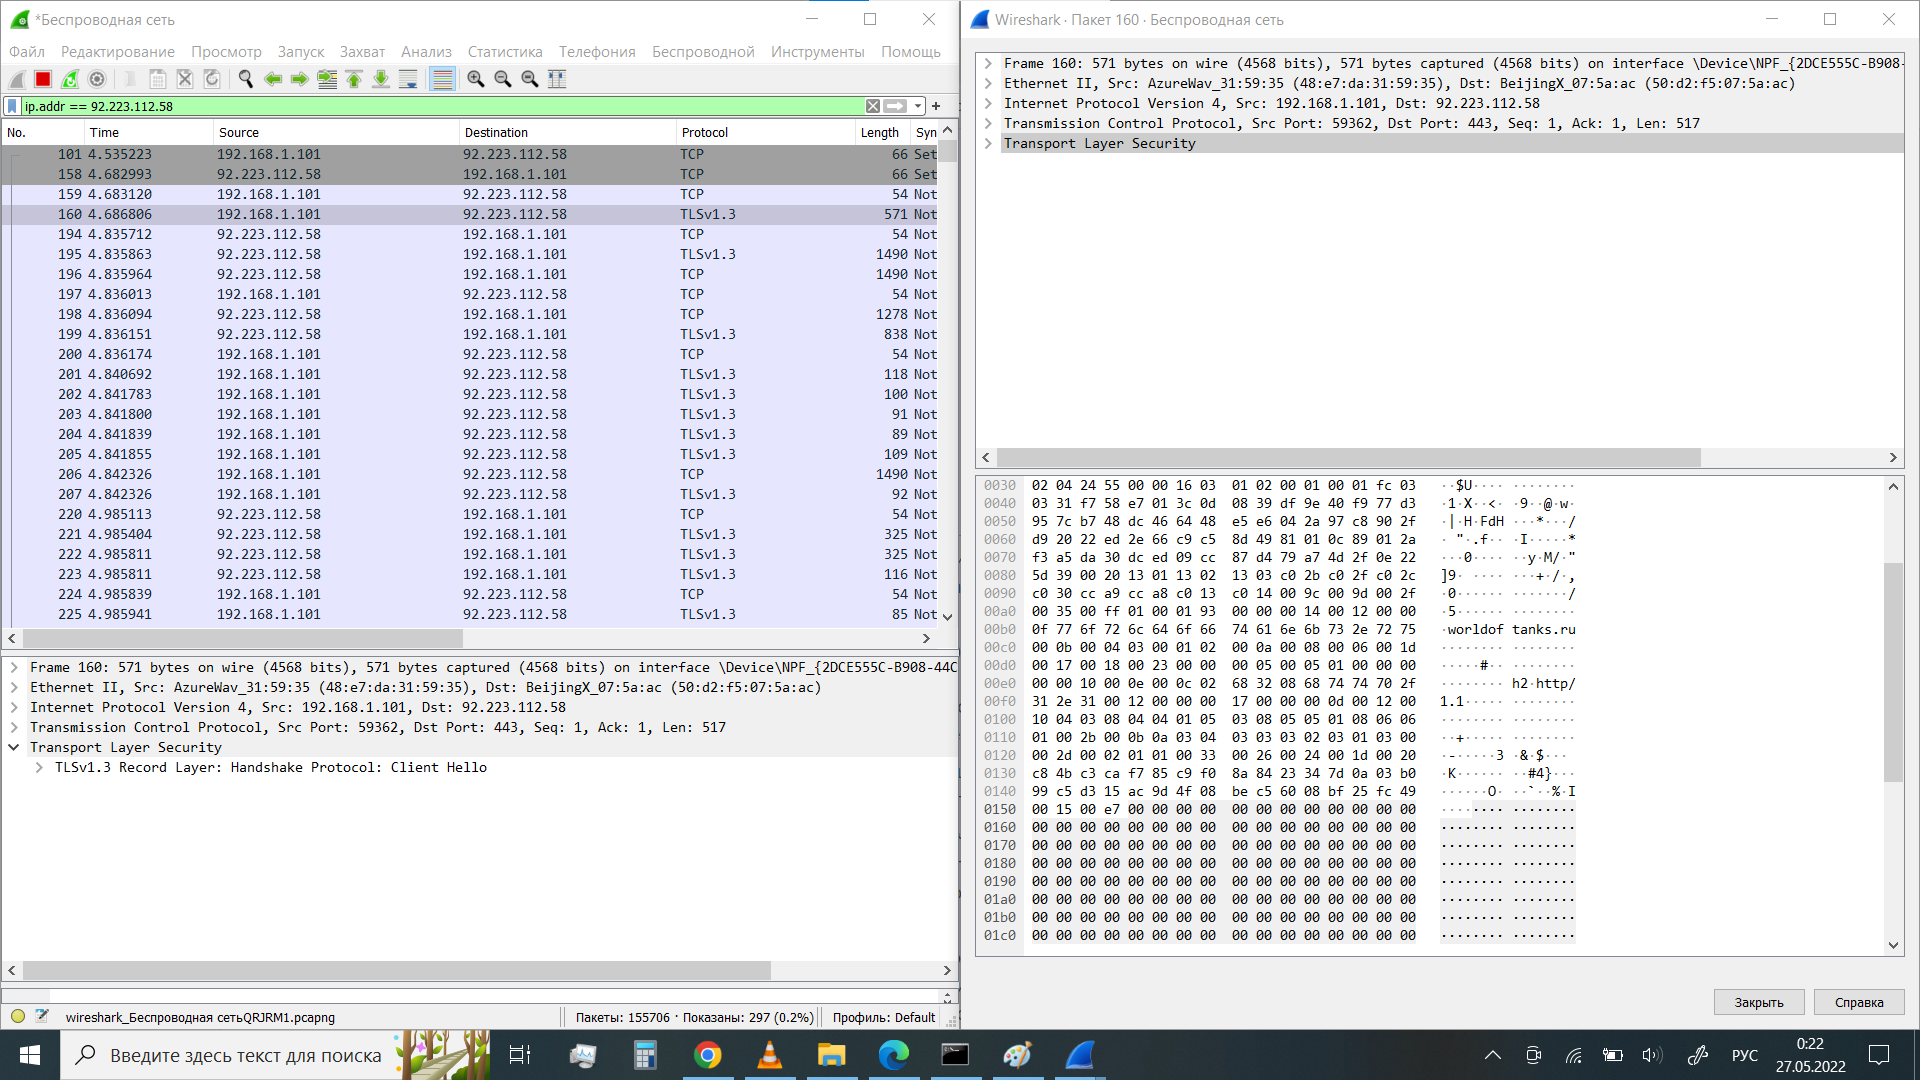 *Беспроводная сеть
Файл Редактирование Просмотр Запуск Захват Анализ Статистика Телефония Беспроводной Инструменты Помощь
ip.addr == 92.223.112.58
No. Time Source Destination Protocol Length Syn
101 4.535223 192.168.1.101 92.223.112.58 TCP 66 Set
158 4.682993 92.223.112.58 192.168.1.101 TCP 66 Set
159 4.683120 192.168.1.101 92.223.112.58 TCP 54 Not
160 4.686806 192.168.1.101 92.223.112.58 TLSv1.3 571 Not
194 4.835712 92.223.112.58 192.168.1.101 TCP 54 Not
195 4.835863 92.223.112.58 192.168.1.101 TLSv1.3 1490 Not
196 4.835964 92.223.112.58 192.168.1.101 TCP 1490 Not
197 4.836013 192.168.1.101 92.223.112.58 TCP 54 Not
198 4.836094 92.223.112.58 192.168.1.101 TCP 1278 Not
199 4.836151 92.223.112.58 192.168.1.101 TLSv1.3 838 Not
200 4.836174 192.168.1.101 92.223.112.58 TCP 54 Not
201 4.840692 192.168.1.101 92.223.112.58 TLSv1.3 118 Not
202 4.841783 192.168.1.101 92.223.112.58 TLSv1.3 100 Not
203 4.841800 192.168.1.101 92.223.112.58 TLSv1.3 91 Not
204 4.841839 192.168.1.101 92.223.112.58 TLSv1.3 89 Not
205 4.841855 192.168.1.101 92.223.112.58 TLSv1.3 109 Not
206 4.842326 192.168.1.101 92.223.112.58 TCP 1490 Not
207 4.842326 192.168.1.101 92.223.112.58 TLSv1.3 92 Not
220 4.985113 92.223.112.58 192.168.1.101 TCP 54 Not
221 4.985404 92.223.112.58 192.168.1.101 TLSv1.3 325 Not
222 4.985811 92.223.112.58 192.168.1.101 TLSv1.3 325 Not
223 4.985811 92.223.112.58 192.168.1.101 TLSv1.3 116 Not
224 4.985839 192.168.1.101 92.223.112.58 TCP 54 Not
225 4.985941 192.168.1.101 92.223.112.58 TLSv1.3 85 Not
Frame 160: 571 bytes on wire (4568 bits), 571 bytes captured (4568 bits) on interface \Device\NPF_{2DCE555C-B908-44C
Ethernet II, Src: AzureWav_31:59:35 (48:e7:da:31:59:35), Dst: BeijingX_07:5a:ac (50:d2:f5:07:5a:ac)
Internet Protocol Version 4, Src: 192.168.1.101, Dst: 92.223.112.58
Transmission Control Protocol, Src Port: 59362, Dst Port: 443, Seq: 1, Ack: 1, Len: 517
Transport Layer Security
TLSv1.3 Record Layer: Handshake Protocol: Client Hello
wireshark_Беспроводная сетьQRJRM1.pcapng
Пакеты: 155706 · Показаны: 297 (0.2%)
Профиль: Default
Wireshark · Пакет 160 · Беспроводная сеть
Frame 160: 571 bytes on wire (4568 bits), 571 bytes captured (4568 bits) on interface \Device\NPF_{2DCE555C-B908-
Ethernet II, Src: AzureWav_31:59:35 (48:e7:da:31:59:35), Dst: BeijingX_07:5a:ac (50:d2:f5:07:5a:ac)
Internet Protocol Version 4, Src: 192.168.1.101, Dst: 92.223.112.58
Transmission Control Protocol, Src Port: 59362, Dst Port: 443, Seq: 1, Ack: 1, Len: 517
Transport Layer Security
0030 02 04 24 55 00 00 16 03 01 02 00 01 00 01 fc 03 ··$U···· ········
0040 03 31 f7 58 e7 01 3c 0d 08 39 df 9e 40 f9 77 d3 ·1·X··<· ·9··@·w·
0050 95 7c b7 48 dc 46 64 48 e5 e6 04 2a 97 c8 90 2f ·|·H·FdH ···*···/
0060 d9 20 22 ed 2e 66 c9 c5 8d 49 81 01 0c 89 01 2a · "·.f·· ·I·····*
0070 f3 a5 da 30 dc ed 09 cc 87 d4 79 a7 4d 2f 0e 22 ···0···· ··y·M/·"
0080 5d 39 00 20 13 01 13 02 13 03 c0 2b c0 2f c0 2c ]9· ···· ···+·/·,
0090 c0 30 cc a9 cc a8 c0 13 c0 14 00 9c 00 9d 00 2f ·0······ ·······/
00a0 00 35 00 ff 01 00 01 93 00 00 00 14 00 12 00 00 ·5······ ········
00b0 0f 77 6f 72 6c 64 6f 66 74 61 6e 6b 73 2e 72 75 ·worldof tanks.ru
00c0 00 0b 00 04 03 00 01 02 00 0a 00 08 00 06 00 1d ········ ········
00d0 00 17 00 18 00 23 00 00 00 05 00 05 01 00 00 00 ·····#·· ········
00e0 00 00 10 00 0e 00 0c 02 68 32 08 68 74 74 70 2f ········ h2·http/
00f0 31 2e 31 00 12 00 00 00 17 00 00 00 0d 00 12 00 1.1····· ········
0100 10 04 03 08 04 04 01 05 03 08 05 05 01 08 06 06 ········ ········
0110 01 00 2b 00 0b 0a 03 04 03 03 03 02 03 01 03 00 ··+····· ········
0120 00 2d 00 02 01 01 00 33 00 26 00 24 00 1d 00 20 ·-·····3 ·&·$···
0130 c8 4b c3 ca f7 85 c9 f0 8a 84 23 34 7d 0a 03 b0 ·K······ ··#4}···
0140 99 c5 d3 15 ac 9d 4f 08 be c5 60 08 bf 25 fc 49 ······O· ··`··%·I
0150 00 15 00 e7 00 00 00 00 00 00 00 00 00 00 00 00 ········ ········
0160 00 00 00 00 00 00 00 00 00 00 00 00 00 00 00 00 ········ ········
0170 00 00 00 00 00 00 00 00 00 00 00 00 00 00 00 00 ········ ········
0180 00 00 00 00 00 00 00 00 00 00 00 00 00 00 00 00 ········ ········
0190 00 00 00 00 00 00 00 00 00 00 00 00 00 00 00 00 ········ ········
01a0 00 00 00 00 00 00 00 00 00 00 00 00 00 00 00 00 ········ ········
01b0 00 00 00 00 00 00 00 00 00 00 00 00 00 00 00 00 ········ ········
01c0 00 00 00 00 00 00 00 00 00 00 00 00 00 00 00 00 ········ ········
Закрыть
Справка
Введите здесь текст для поиска
РУС
0:22
27.05.2022